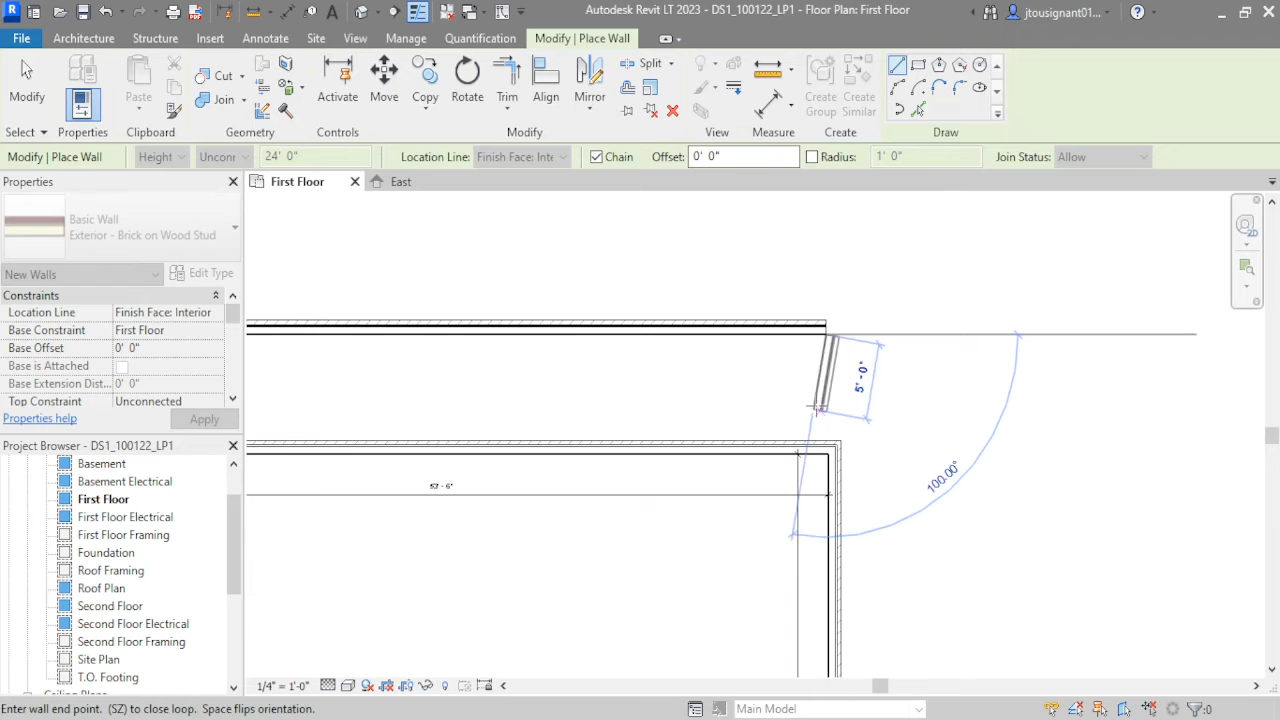 Autodesk Revit LT 2023 - DS1_100122_LP1 - Floor Plan: First Floor
jtousignant01...
File Architecture Structure Insert Annotate Site View Manage Quantification Modify | Place Wall
Modify Paste Cut Join Activate Move Copy Rotate Trim Align Mirror Split Create Group Create Similar
Select Properties Clipboard Geometry Controls Modify View Measure Create Draw
Modify | Place Wall Height Unconr 24' 0" Location Line: Finish Face: Inte Chain Offset: 0' 0" Radius: 1' 0" Join Status: Allow
Properties
First Floor East
Basic Wall
Exterior - Brick on Wood Stud
New Walls Edit Type
Constraints
Location Line Finish Face: Interior
Base Constraint First Floor
Base Offset 0' 0"
Base is Attached
Base Extension Dist... 0' 0"
Top Constraint Unconnected
Properties help Apply
Project Browser - DS1_100122_LP1
Basement
Basement Electrical
First Floor
First Floor Electrical
First Floor Framing
Foundation
Roof Framing
Roof Plan
Second Floor
Second Floor Electrical
Second Floor Framing
Site Plan
T.O. Footing
Ceiling Plans
2D
5' - 0"
100.00°
1/4" = 1'-0"
Enter wall end point. (SZ) to close loop. Space flips orientation.
Main Model
:0